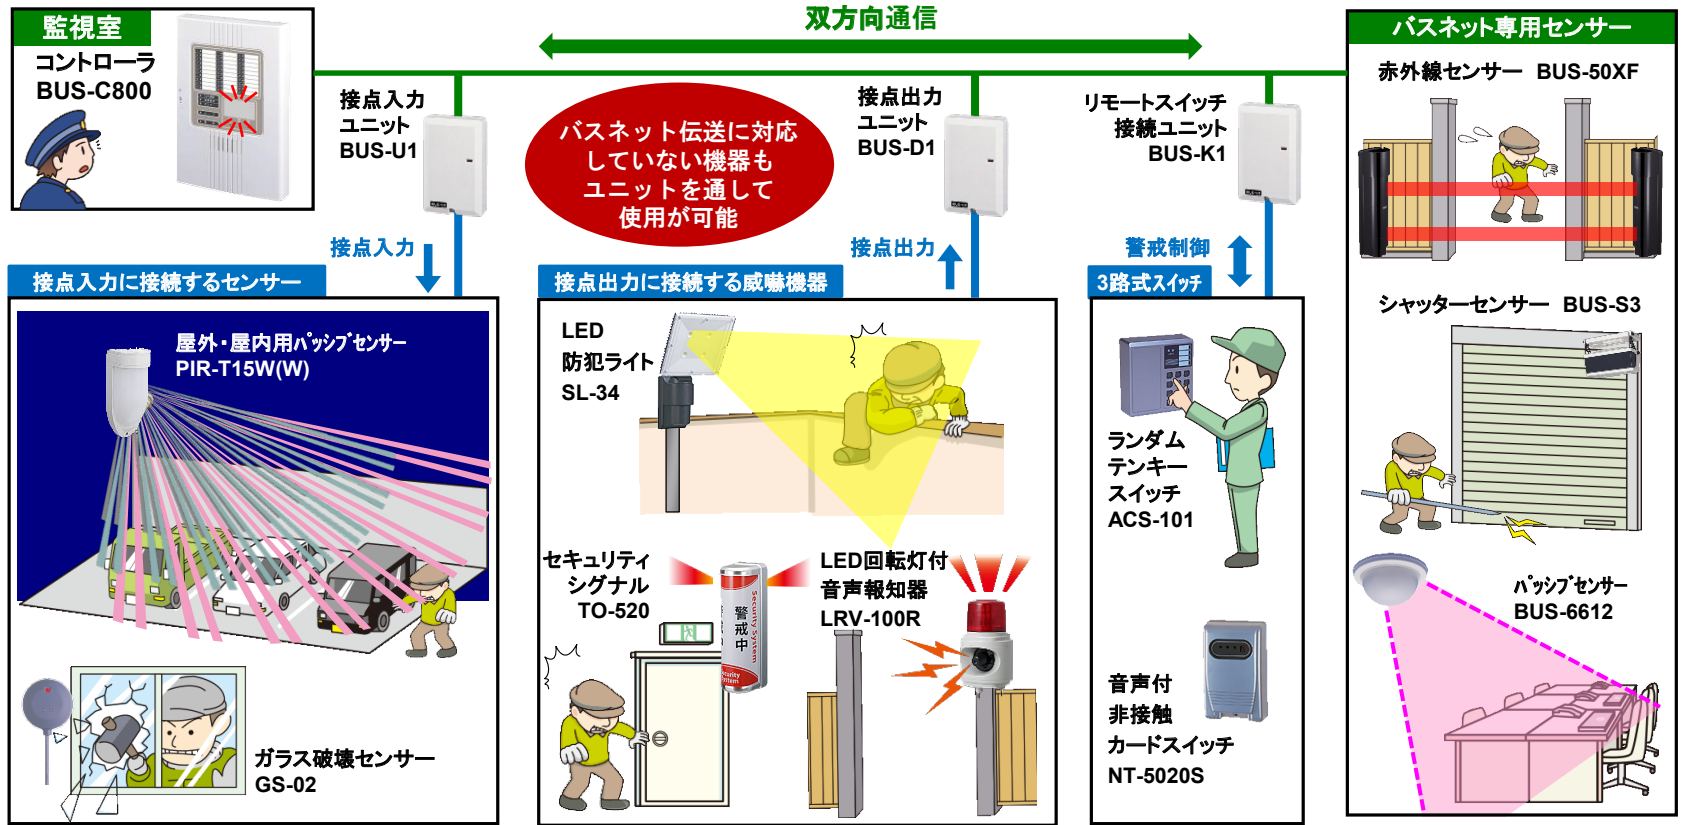 双方向通信
監視室
コントローラ
BUS-C800
接点入力
ユニット
BUS-U1
バスネット伝送に対応
していない機器も
ユニットを通して
使用が可能
接点出力
ユニット
BUS-D1
リモートスイッチ
接続ユニット
BUS-K1
接点入力
接点出力
警戒制御
接点入力に接続するセンサー
屋外・屋内用パッシブセンサー
PIR-T15W(W)
ガラス破壊センサー
GS-02
接点出力に接続する威嚇機器
LED
防犯ライト
SL-34
セキュリティ
シグナル
TO-520
警戒中
Security System
LED回転灯付
音声報知器
LRV-100R
3路式スイッチ
ランダム
テンキー
スイッチ
ACS-101
音声付
非接触
カードスイッチ
NT-5020S
バスネット専用センサー
赤外線センサー BUS-50XF
シャッターセンサー BUS-S3
パッシブセンサー
BUS-6612